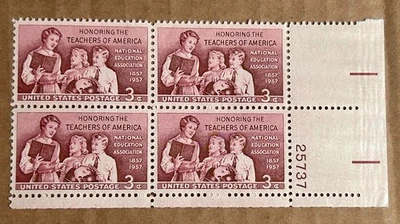 HONORING THE
TEACHERS OF AMERICA
NATIONAL
EDUCATION
ASSOCIATION
1857
1957
UNITED STATES POSTAGE 3¢
HONORING THE
TEACHERS OF AMERICA
NATIONAL
EDUCATION
ASSOCIATION
1857
1957
UNITED STATES POSTAGE 3¢
HONORING THE
TEACHERS OF AMERICA
NATIONAL
EDUCATION
ASSOCIATION
1857
1957
UNITED STATES POSTAGE 3¢
HONORING THE
TEACHERS OF AMERICA
NATIONAL
EDUCATION
ASSOCIATION
1857
1957
UNITED STATES POSTAGE 3¢
25737